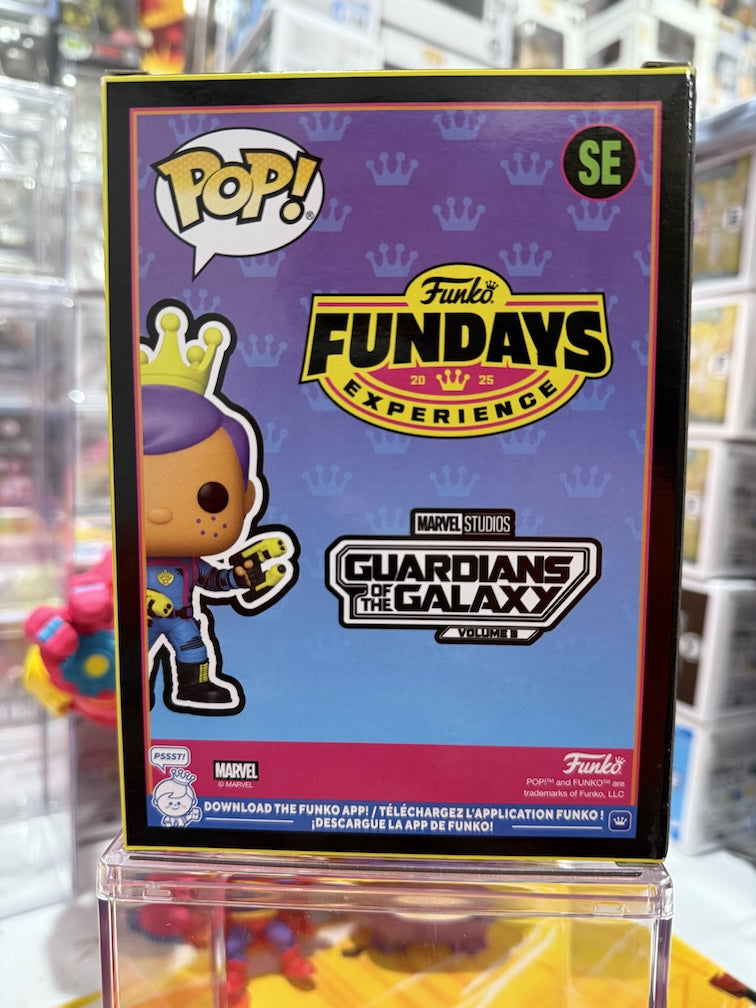 POP!®
SE
Funko
FUNDAYS
20 25
EXPERIENCE
MARVEL STUDIOS
GUARDIANS
OF THE GALAXY
VOLUME 3
PSSST!
MARVEL
© MARVEL
Funko
POP!™ and FUNKO™ are
trademarks of Funko, LLC
DOWNLOAD THE FUNKO APP! / TÉLÉCHARGEZ L'APPLICATION FUNKO !
¡DESCARGUE LA APP DE FUNKO!